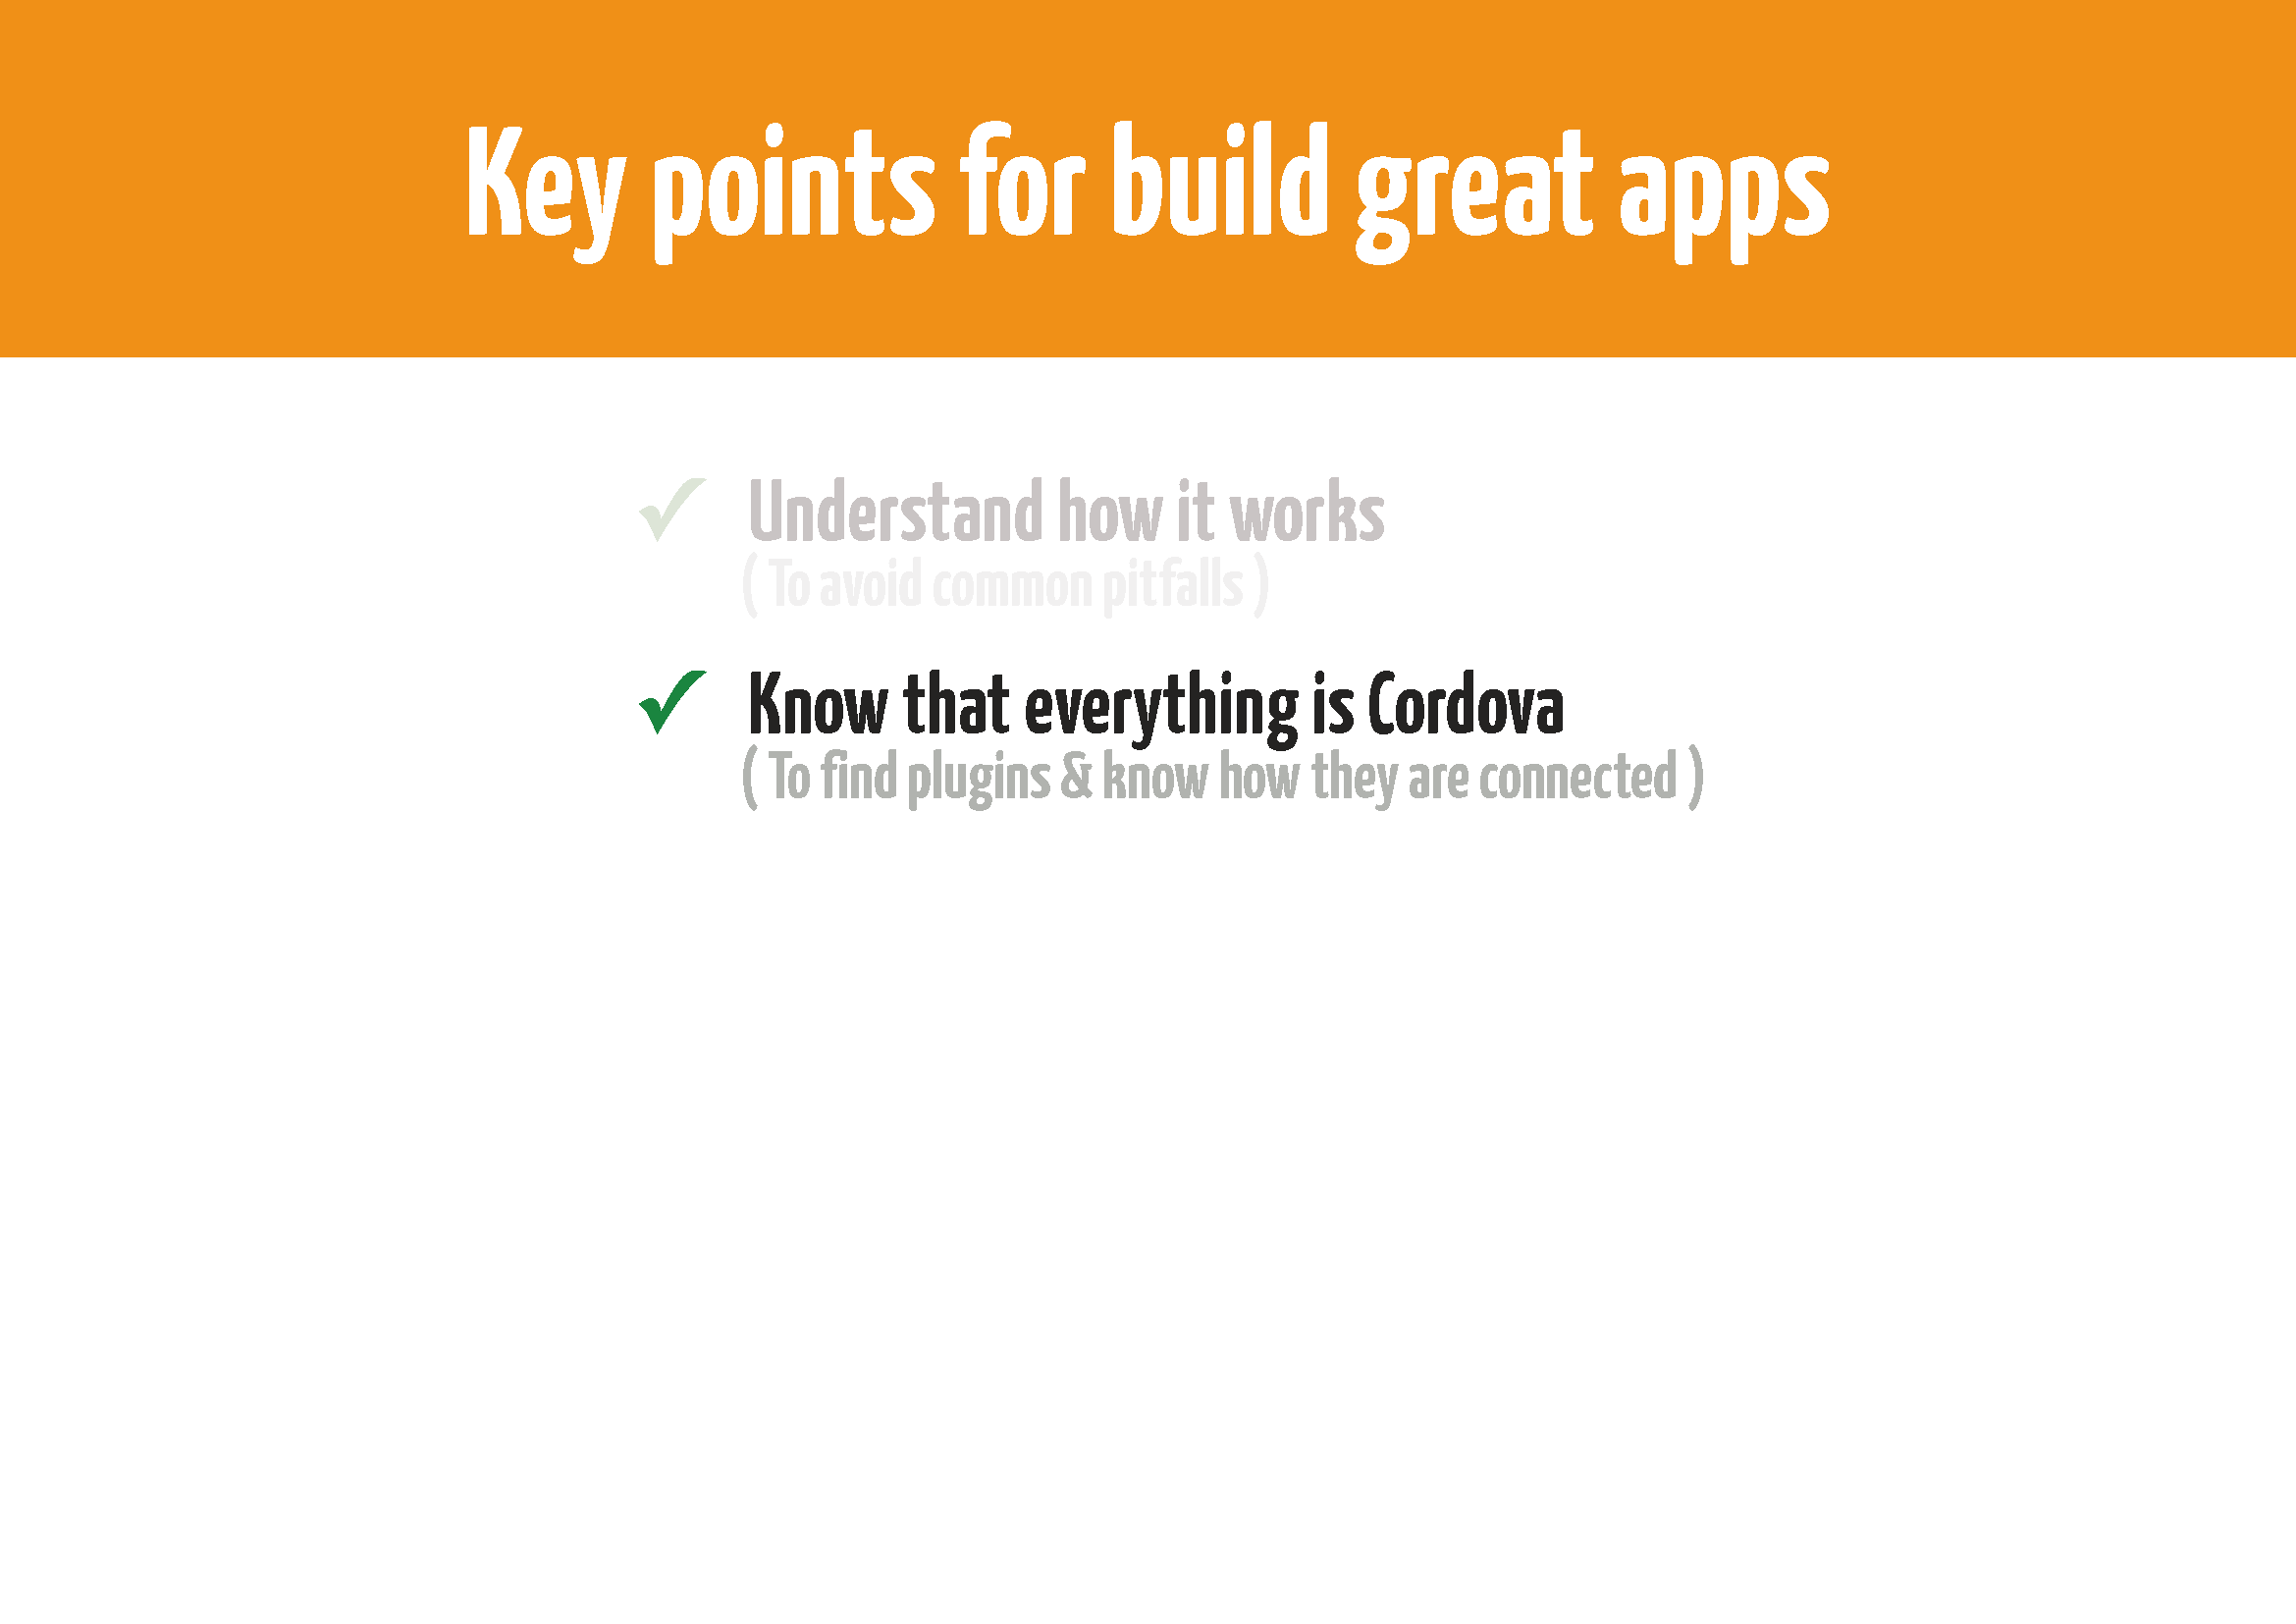 Key points for build great apps
Understand how it works
( To avoid common pitfalls )
Know that everything is Cordova
( To find plugins & know how they are connected )